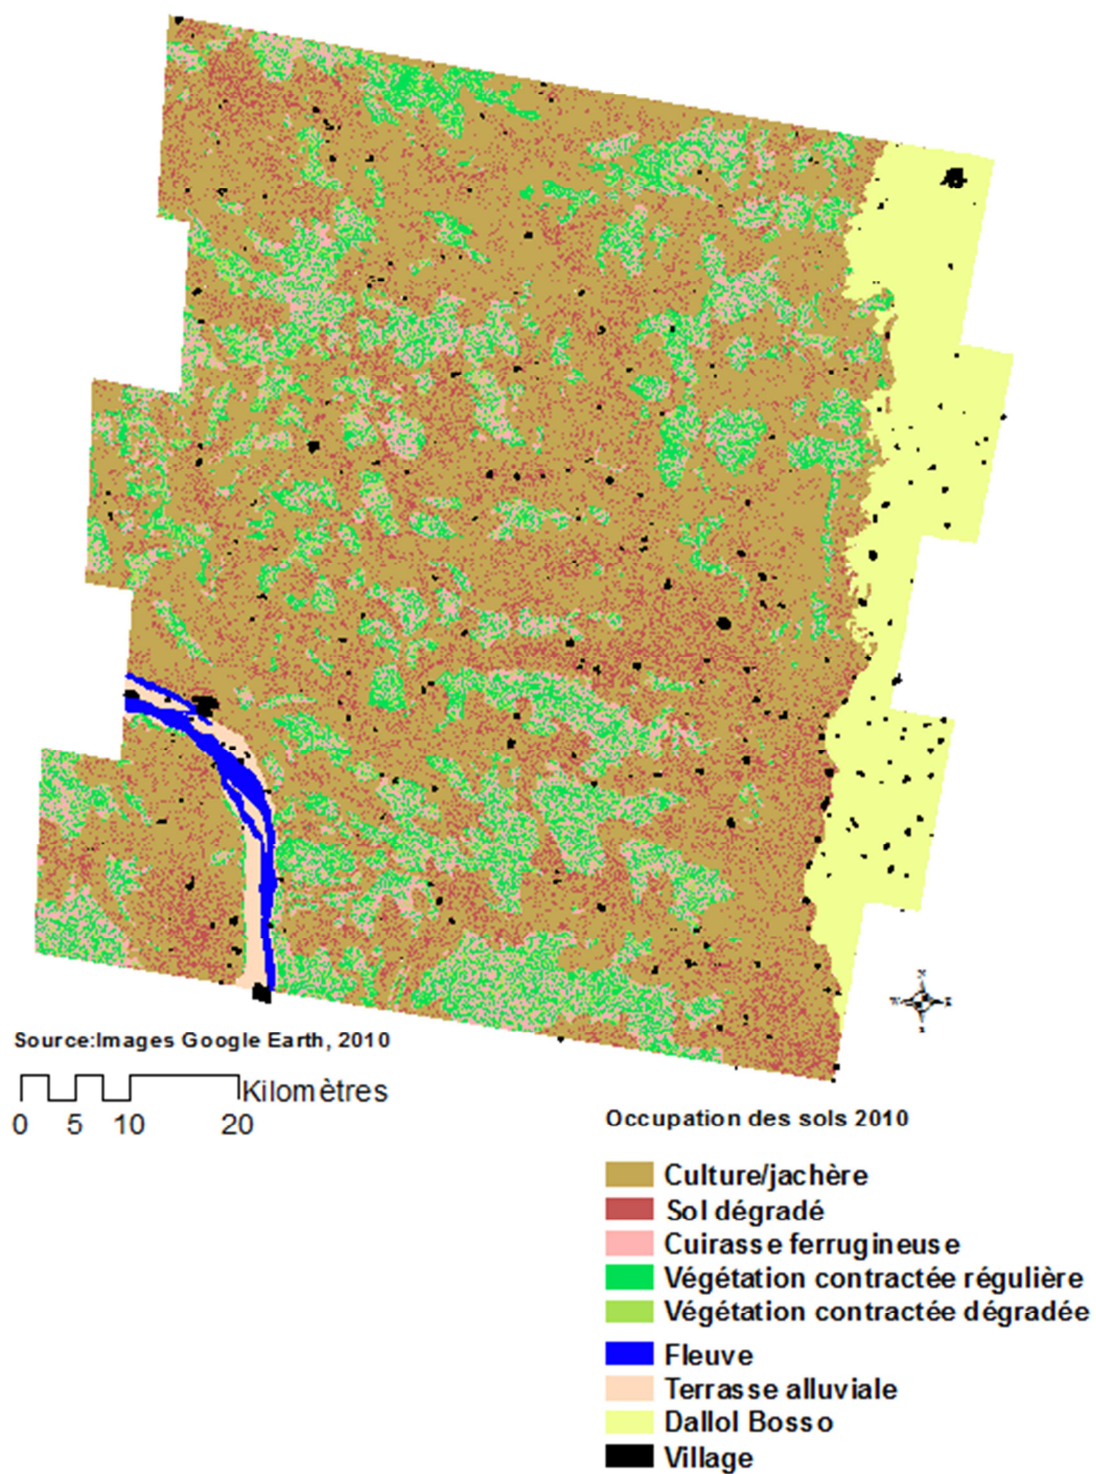 Source:Images Google Earth, 2010
Kilomètres
0 5 10 20
Occupation des sols 2010
Culture/jachère
Sol dégradé
Cuirasse ferrugineuse
Végétation contractée régulière
Végétation contractée dégradée
Fleuve
Terrasse alluviale
Dallol Bosso
Village